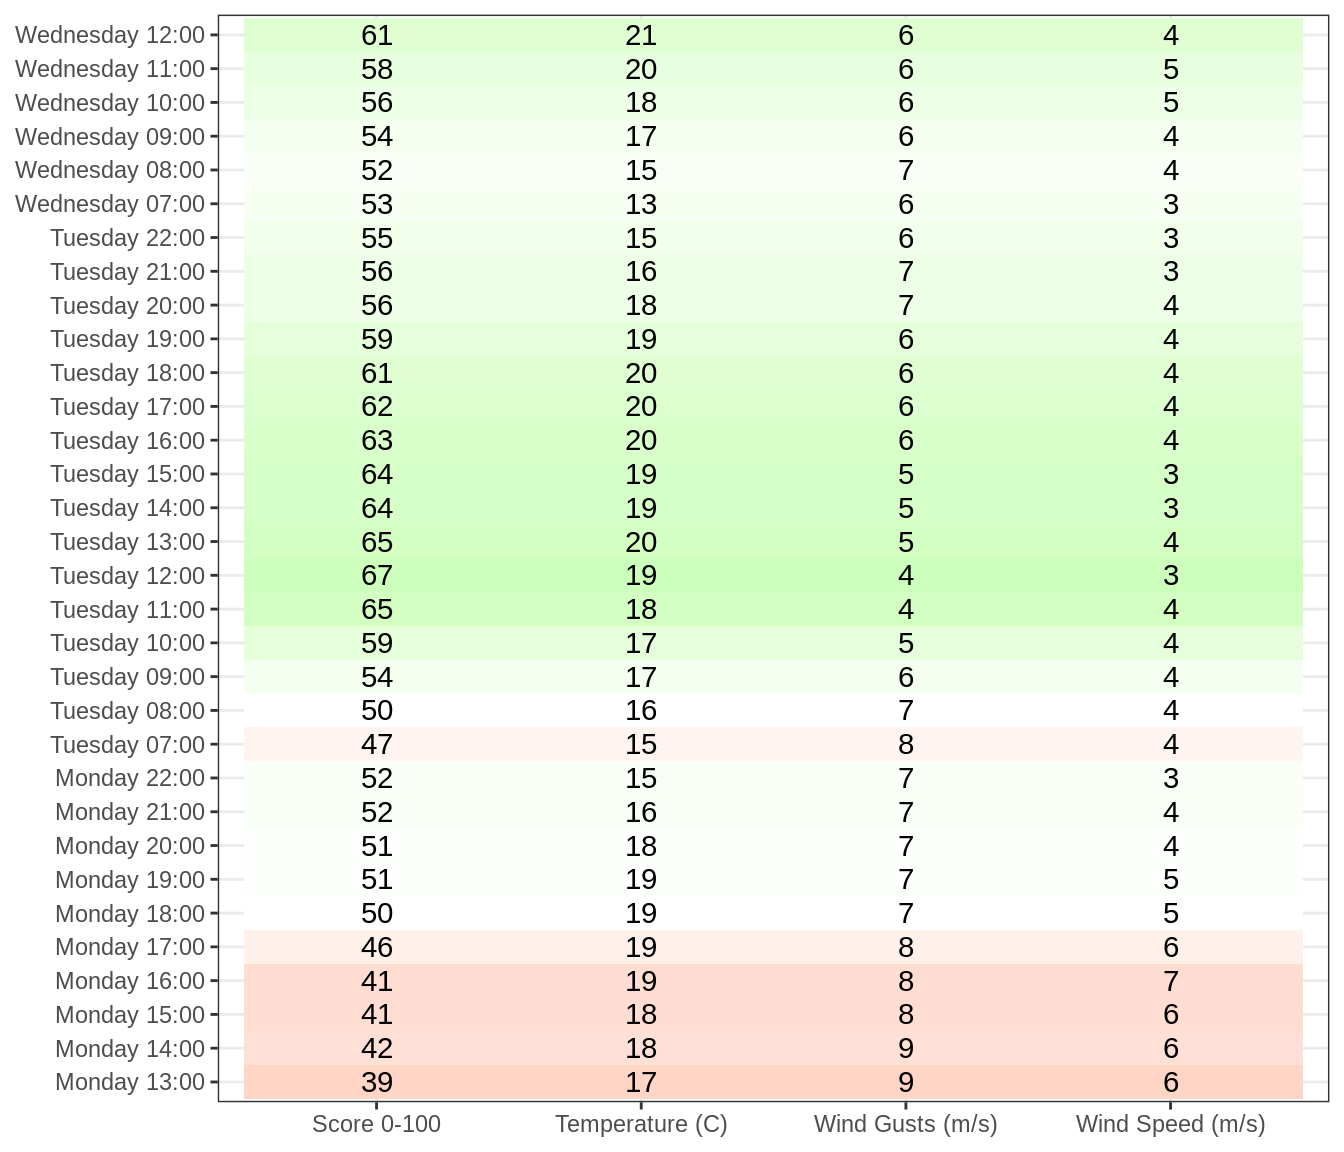 Wednesday 12:00 61 21 6 4
Wednesday 11:00 58 20 6 5
Wednesday 10:00 56 18 6 5
Wednesday 09:00 54 17 6 4
Wednesday 08:00 52 15 7 4
Wednesday 07:00 53 13 6 3
Tuesday 22:00 55 15 6 3
Tuesday 21:00 56 16 7 3
Tuesday 20:00 56 18 7 4
Tuesday 19:00 59 19 6 4
Tuesday 18:00 61 20 6 4
Tuesday 17:00 62 20 6 4
Tuesday 16:00 63 20 6 4
Tuesday 15:00 64 19 5 3
Tuesday 14:00 64 19 5 3
Tuesday 13:00 65 20 5 4
Tuesday 12:00 67 19 4 3
Tuesday 11:00 65 18 4 4
Tuesday 10:00 59 17 5 4
Tuesday 09:00 54 17 6 4
Tuesday 08:00 50 16 7 4
Tuesday 07:00 47 15 8 4
Monday 22:00 52 15 7 3
Monday 21:00 52 16 7 4
Monday 20:00 51 18 7 4
Monday 19:00 51 19 7 5
Monday 18:00 50 19 7 5
Monday 17:00 46 19 8 6
Monday 16:00 41 19 8 7
Monday 15:00 41 18 8 6
Monday 14:00 42 18 9 6
Monday 13:00 39 17 9 6
Score 0-100 Temperature (C) Wind Gusts (m/s) Wind Speed (m/s)